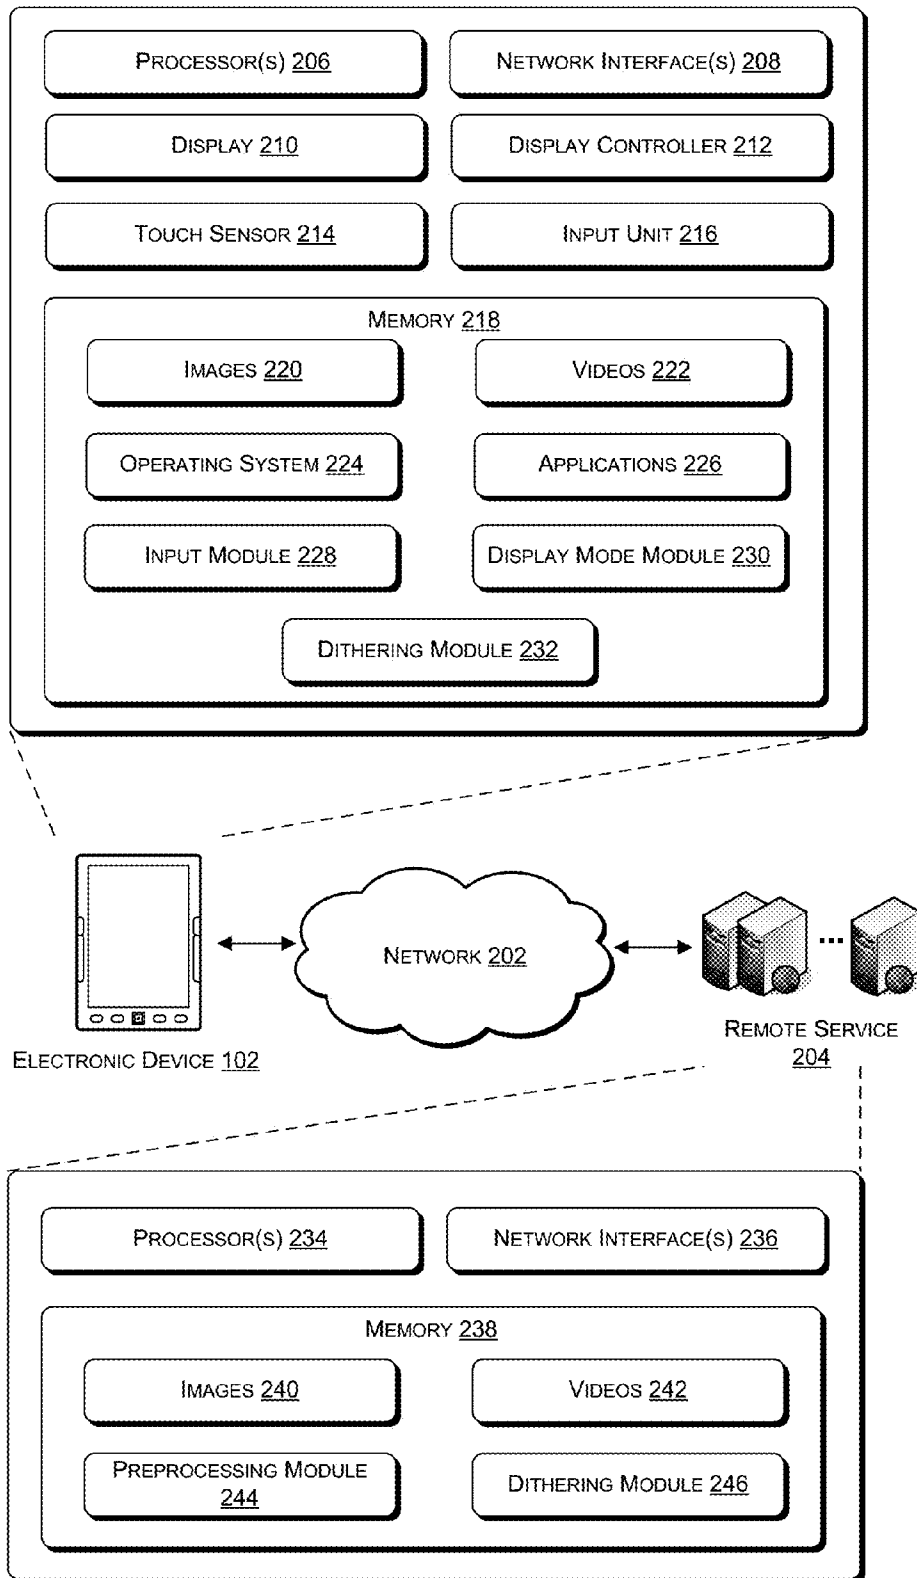 PROCESSOR(S) 206
NETWORK INTERFACE(S) 208
DISPLAY 210
DISPLAY CONTROLLER 212
TOUCH SENSOR 214
INPUT UNIT 216
MEMORY 218
IMAGES 220
VIDEOS 222
OPERATING SYSTEM 224
APPLICATIONS 226
INPUT MODULE 228
DISPLAY MODE MODULE 230
DITHERING MODULE 232
NETWORK 202
...
ELECTRONIC DEVICE 102
REMOTE SERVICE
204
PROCESSOR(S) 234
NETWORK INTERFACE(S) 236
MEMORY 238
IMAGES 240
VIDEOS 242
PREPROCESSING MODULE
244
DITHERING MODULE 246